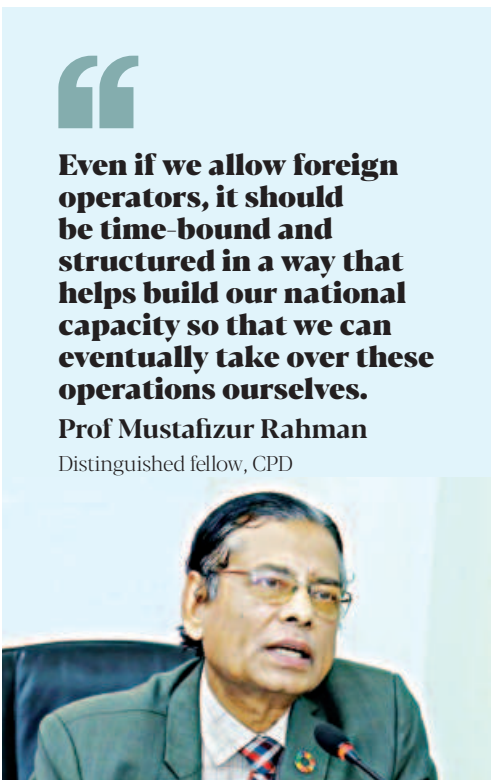 Even if we allow foreign
operators, it should
be time-bound and
structured in a way that
helps build our national
capacity so that we can
eventually take over these
operations ourselves.
Prof Mustafizur Rahman
Distinguished fellow, CPD